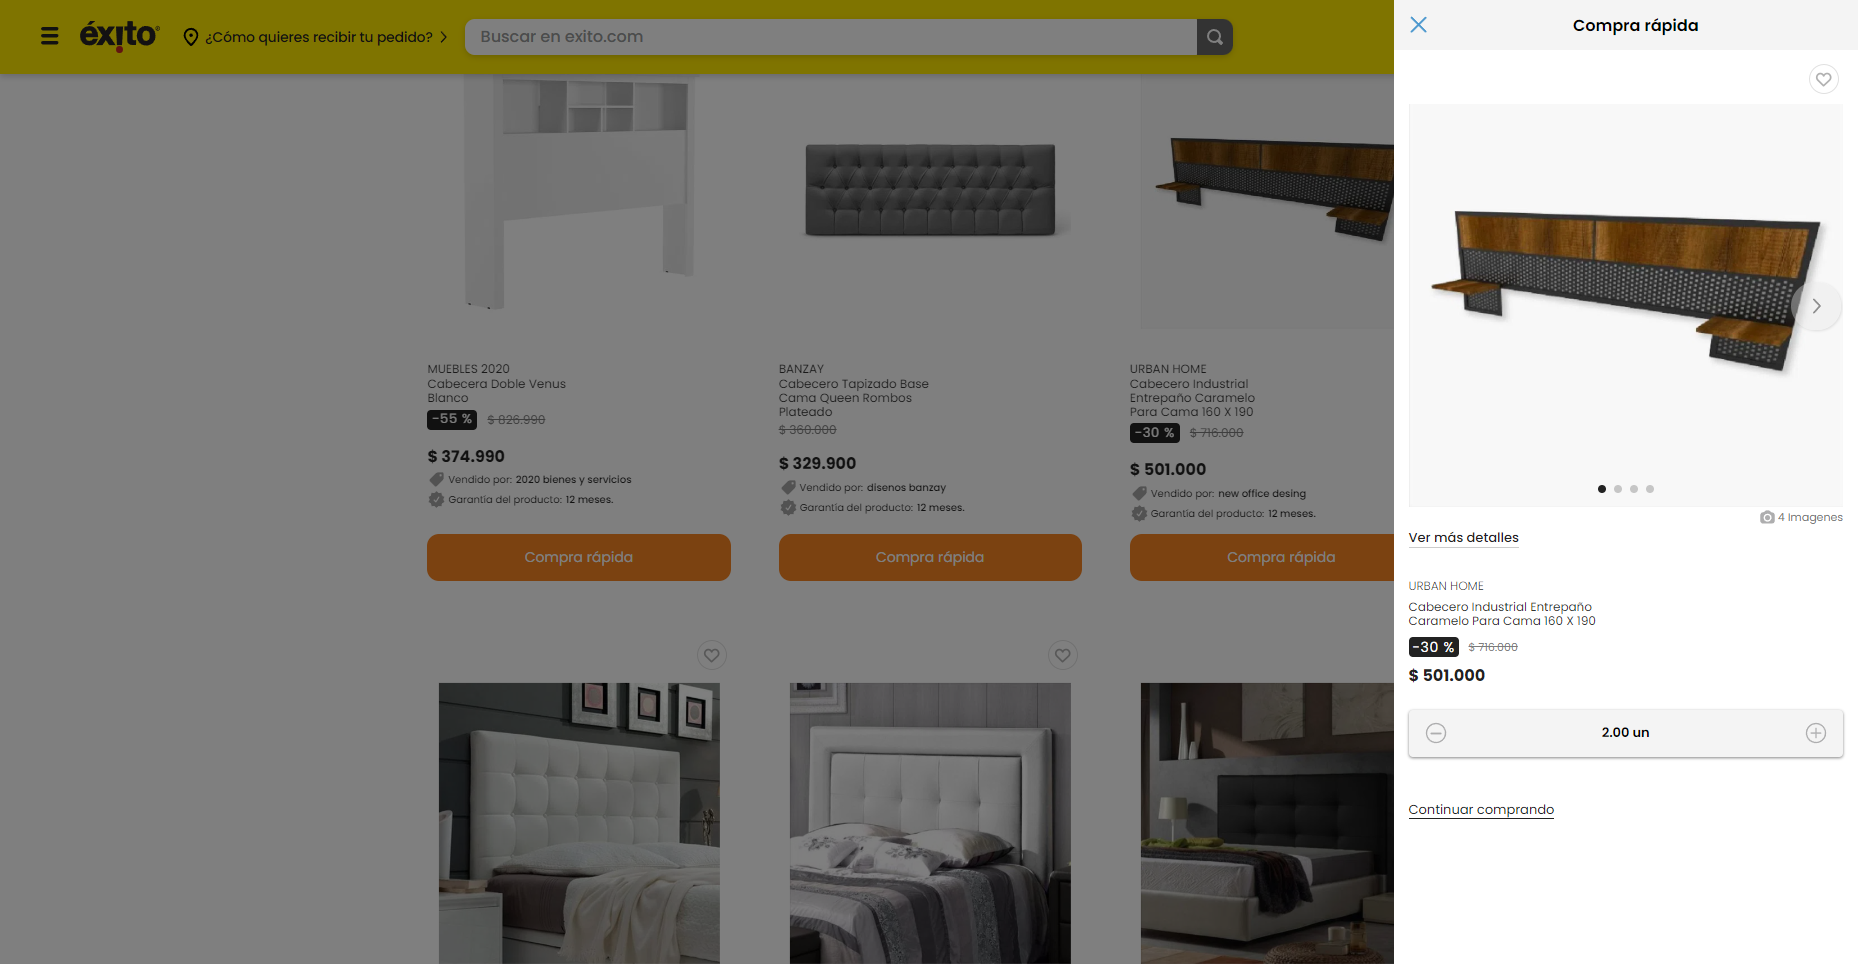 éxito
¿Cómo quieres recibir tu pedido?
Buscar en exito.com
MUEBLES 2020
Cabecera Doble Venus
Blanco
-55 %
$ 826.990
$ 374.990
Vendido por: 2020 bienes y servicios
Garantía del producto: 12 meses.
Compra rápida
BANZAY
Cabecero Tapizado Base
Cama Queen Rombos
Plateado
$ 360.000
$ 329.900
Vendido por: disenos banzay
Garantía del producto: 12 meses.
Compra rápida
URBAN HOME
Cabecero Industrial
Entrepaño Caramelo
Para Cama 160 X 190
-30 %
$ 716.000
$ 501.000
Vendido por: new office desing
Garantía del producto: 12 meses.
Compra rápida
Compra rápida
4 Imagenes
Ver más detalles
URBAN HOME
Cabecero Industrial Entrepaño
Caramelo Para Cama 160 X 190
-30 %
$ 716.000
$ 501.000
2.00 un
Continuar comprando